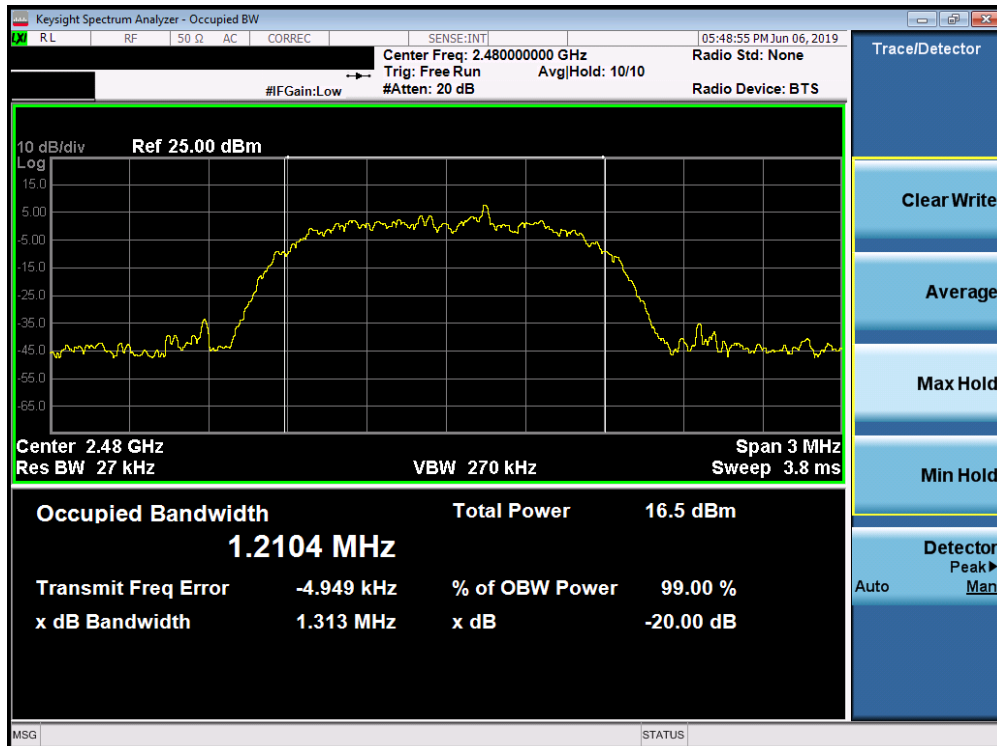 Keysight Spectrum Analyzer - Occupied BW
LXI RL RF 50 Ω AC CORREC SENSE:INT 05:48:55 PM Jun 06, 2019
Center Freq: 2.480000000 GHz Radio Std: None
Trig: Free Run Avg|Hold: 10/10
#IFGain:Low #Atten: 20 dB Radio Device: BTS
10 dB/div Ref 25.00 dBm
Log
15.0
5.00
-5.00
-15.0
-25.0
-35.0
-45.0
-55.0
-65.0
Center 2.48 GHz Span 3 MHz
Res BW 27 kHz VBW 270 kHz Sweep 3.8 ms
Occupied Bandwidth Total Power 16.5 dBm
1.2104 MHz
Transmit Freq Error -4.949 kHz % of OBW Power 99.00 %
x dB Bandwidth 1.313 MHz x dB -20.00 dB
MSG STATUS
Trace/Detector
Clear Write
Average
Max Hold
Min Hold
Detector
Peak▶
Auto Man